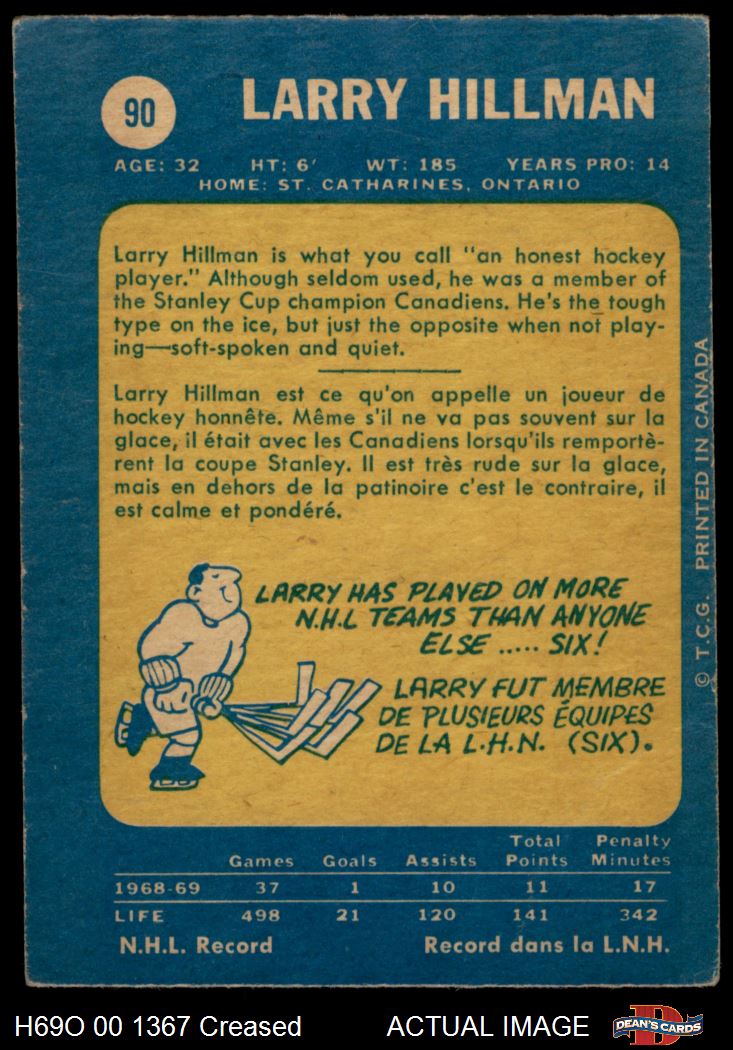 90
LARRY HILLMAN
AGE: 32 HT: 6' WT: 185 YEARS PRO: 14
HOME: ST. CATHARINES, ONTARIO
Larry Hillman is what you call "an honest hockey
player." Although seldom used, he was a member of
the Stanley Cup champion Canadiens. He's the tough
type on the ice, but just the opposite when not play-
ing—soft-spoken and quiet.
Larry Hillman est ce qu'on appelle un joueur de
hockey honnête. Même s'il ne va pas souvent sur la
glace, il était avec les Canadiens lorsqu'ils remportè-
rent la coupe Stanley. Il est très rude sur la glace,
mais en dehors de la patinoire c'est le contraire, il
est calme et pondéré.
LARRY HAS PLAYED ON MORE
N.H.L TEAMS THAN ANYONE
ELSE ..... SIX!
LARRY FUT MEMBRE
DE PLUSIEURS ÉQUIPES
DE LA L.H.N. (SIX).
© T.C.G. PRINTED IN CANADA
Total Penalty
Games Goals Assists Points Minutes
1968-69 37 1 10 11 17
LIFE 498 21 120 141 342
N.H.L. Record Record dans la L.N.H.
H69O 00 1367 Creased ACTUAL IMAGE
D
DEAN'S CARDS